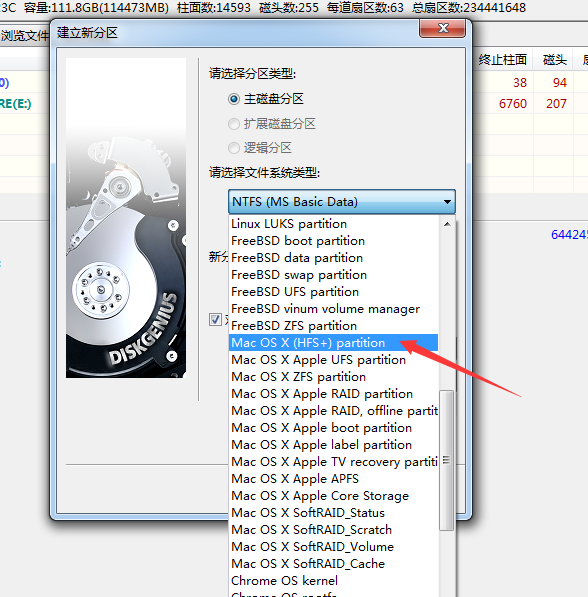 3C 容量:111.8GB(114473MB) 柱面数:14593 磁头数:255 每道扇区数:63 总扇区数:234441648
浏览文件
建立新分区
终止柱面 磁头
0) 38 94
RE(E:) 6760 207
请选择分区类型:
主磁盘分区
扩展磁盘分区
逻辑分区
请选择文件系统类型:
NTFS (MS Basic Data)
Linux LUKS partition
FreeBSD boot partition
64424
FreeBSD data partition
新分
FreeBSD swap partition
FreeBSD UFS partition
FreeBSD vinum volume manager
FreeBSD ZFS partition
Mac OS X (HFS+) partition
Mac OS X Apple UFS partition
Mac OS X ZFS partition
Mac OS X Apple RAID partition
Mac OS X Apple RAID, offline partit
Mac OS X Apple boot partition
Mac OS X Apple label partition
Mac OS X Apple TV recovery partiti
Mac OS X Apple APFS
Mac OS X Apple Core Storage
Mac OS X SoftRAID_Status
Mac OS X SoftRAID_Scratch
Mac OS X SoftRAID_Volume
Mac OS X SoftRAID_Cache
Chrome OS kernel
Chrome OS rootfs
DISKGENIUS